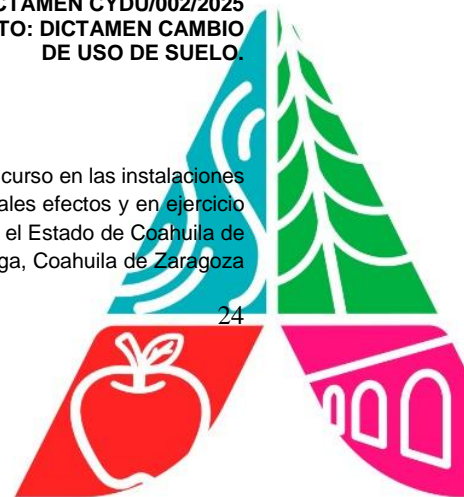 CTAMEN CYDU/002/2025
TO: DICTAMEN CAMBIO
DE USO DE SUELO.
curso en las instalaciones
ales efectos y en ejercicio
el Estado de Coahuila de
ga, Coahuila de Zaragoza
24